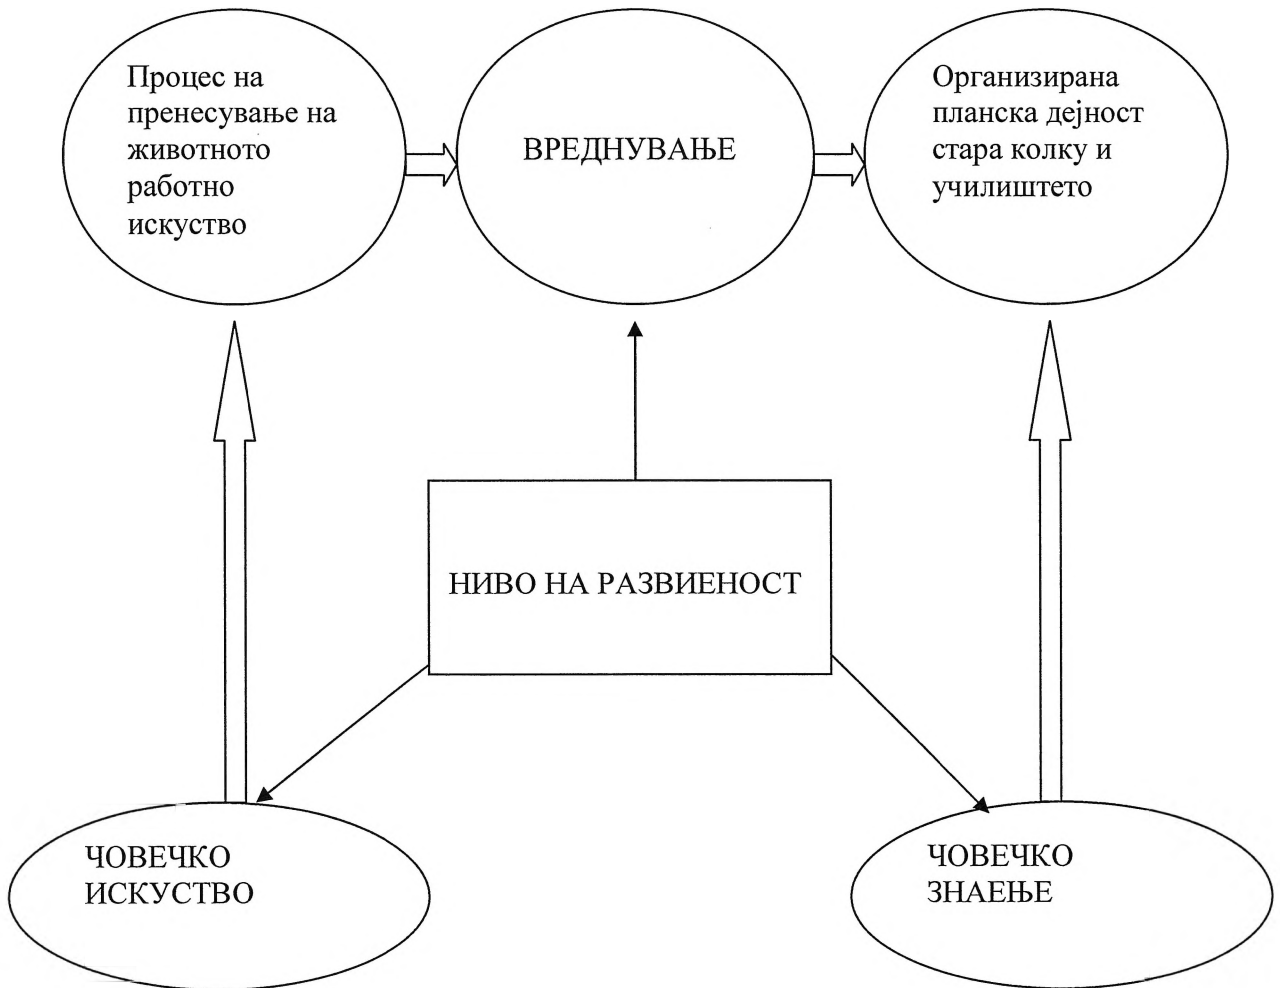 Процес на
пренесување на
животното
работно
искуство
ВРЕДНУВАЊЕ
Организирана
планска дејност
стара колку и
училиштето
НИВО НА РАЗВИЕНОСТ
ЧОВЕЧКО
ИСКУСТВО
ЧОВЕЧКО
ЗНАЕЊЕ